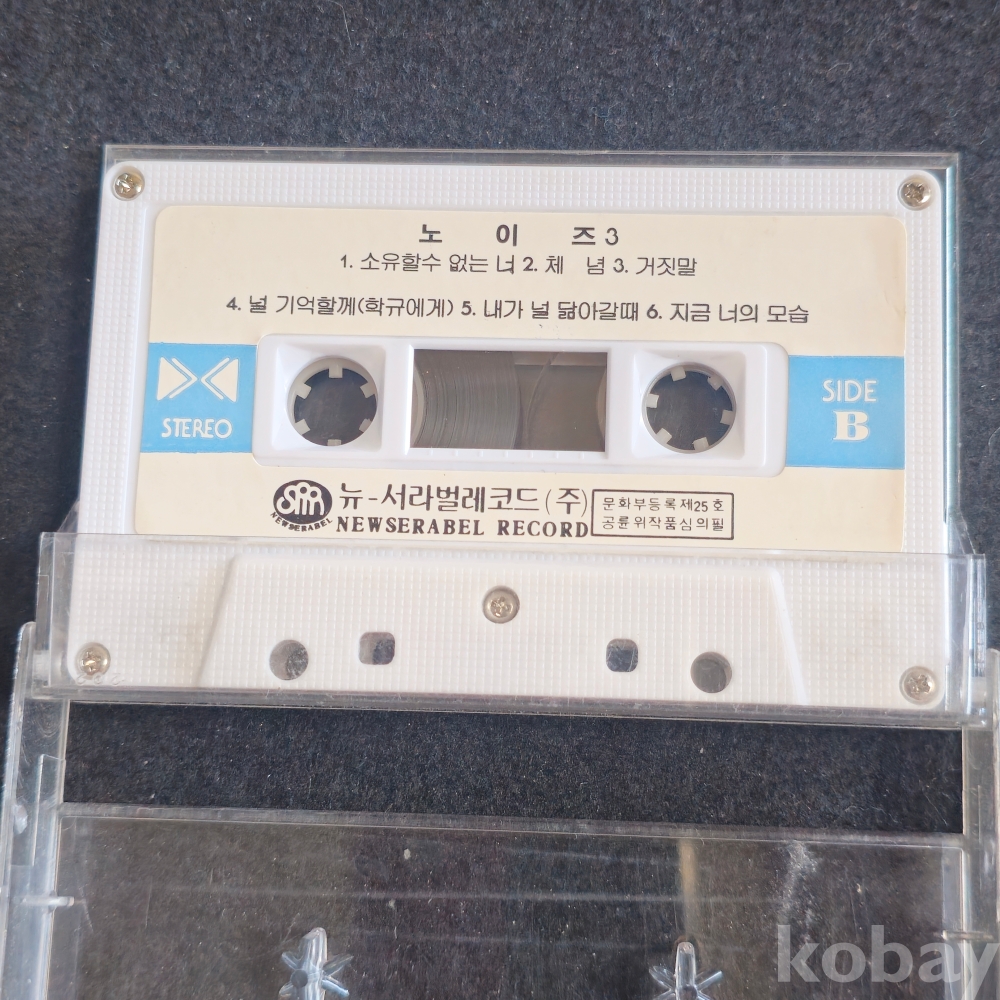 노 이 즈 3
1. 소유할수 없는 너 2. 체 념 3. 거짓말
4. 널 기억할께(학규에게) 5. 내가 널 닮아갈때 6. 지금 너의 모습
STEREO
SIDE
B
뉴-서라벌레코드(주)
NEWSERABEL
NEWSERABEL RECORD
문화부등록제25호
공륜위작품심의필
kobay